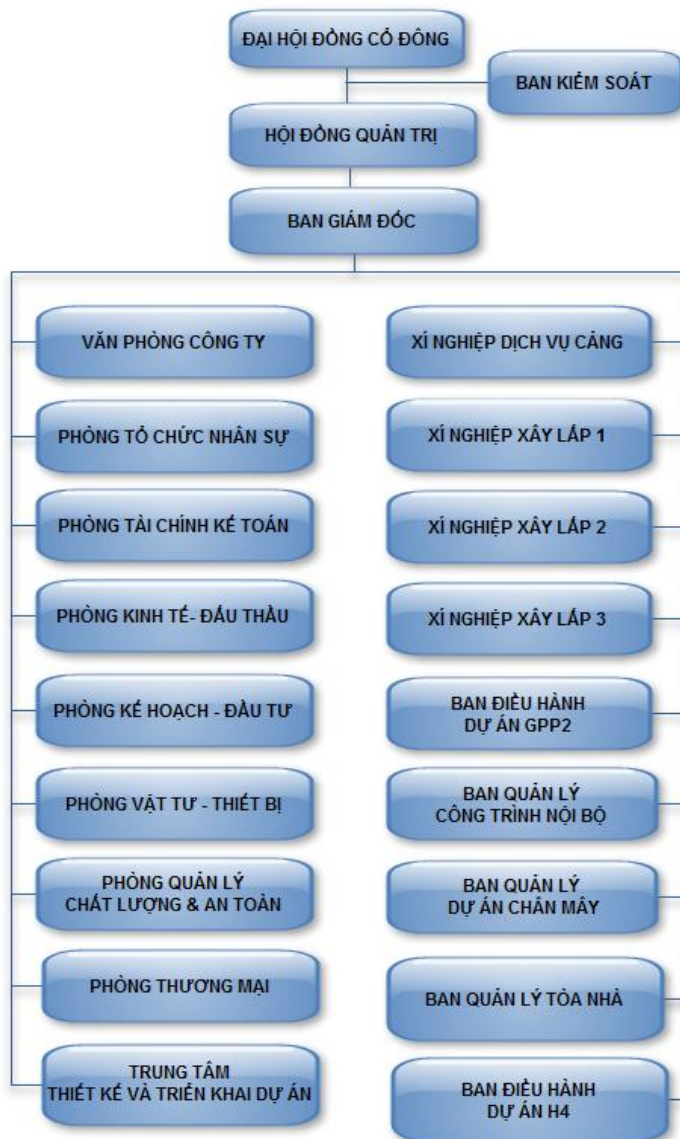 ĐẠI HỘI ĐỒNG CỔ ĐÔNG
BAN KIỂM SOÁT
HỘI ĐỒNG QUẢN TRỊ
BAN GIÁM ĐỐC
VĂN PHÒNG CÔNG TY
PHÒNG TỔ CHỨC NHÂN SỰ
PHÒNG TÀI CHÍNH KẾ TOÁN
PHÒNG KINH TẾ- ĐẤU THẦU
PHÒNG KẾ HOẠCH - ĐẦU TƯ
PHÒNG VẬT TƯ - THIẾT BỊ
PHÒNG QUẢN LÝ
CHẤT LƯỢNG & AN TOÀN
PHÒNG THƯƠNG MẠI
TRUNG TÂM
THIẾT KẾ VÀ TRIỂN KHAI DỰ ÁN
XÍ NGHIỆP DỊCH VỤ CẢNG
XÍ NGHIỆP XÂY LẮP 1
XÍ NGHIỆP XÂY LẮP 2
XÍ NGHIỆP XÂY LẮP 3
BAN ĐIỀU HÀNH
DỰ ÁN GPP2
BAN QUẢN LÝ
CÔNG TRÌNH NỘI BỘ
BAN QUẢN LÝ
DỰ ÁN CHÂN MÂY
BAN QUẢN LÝ TÒA NHÀ
BAN ĐIỀU HÀNH
DỰ ÁN H4